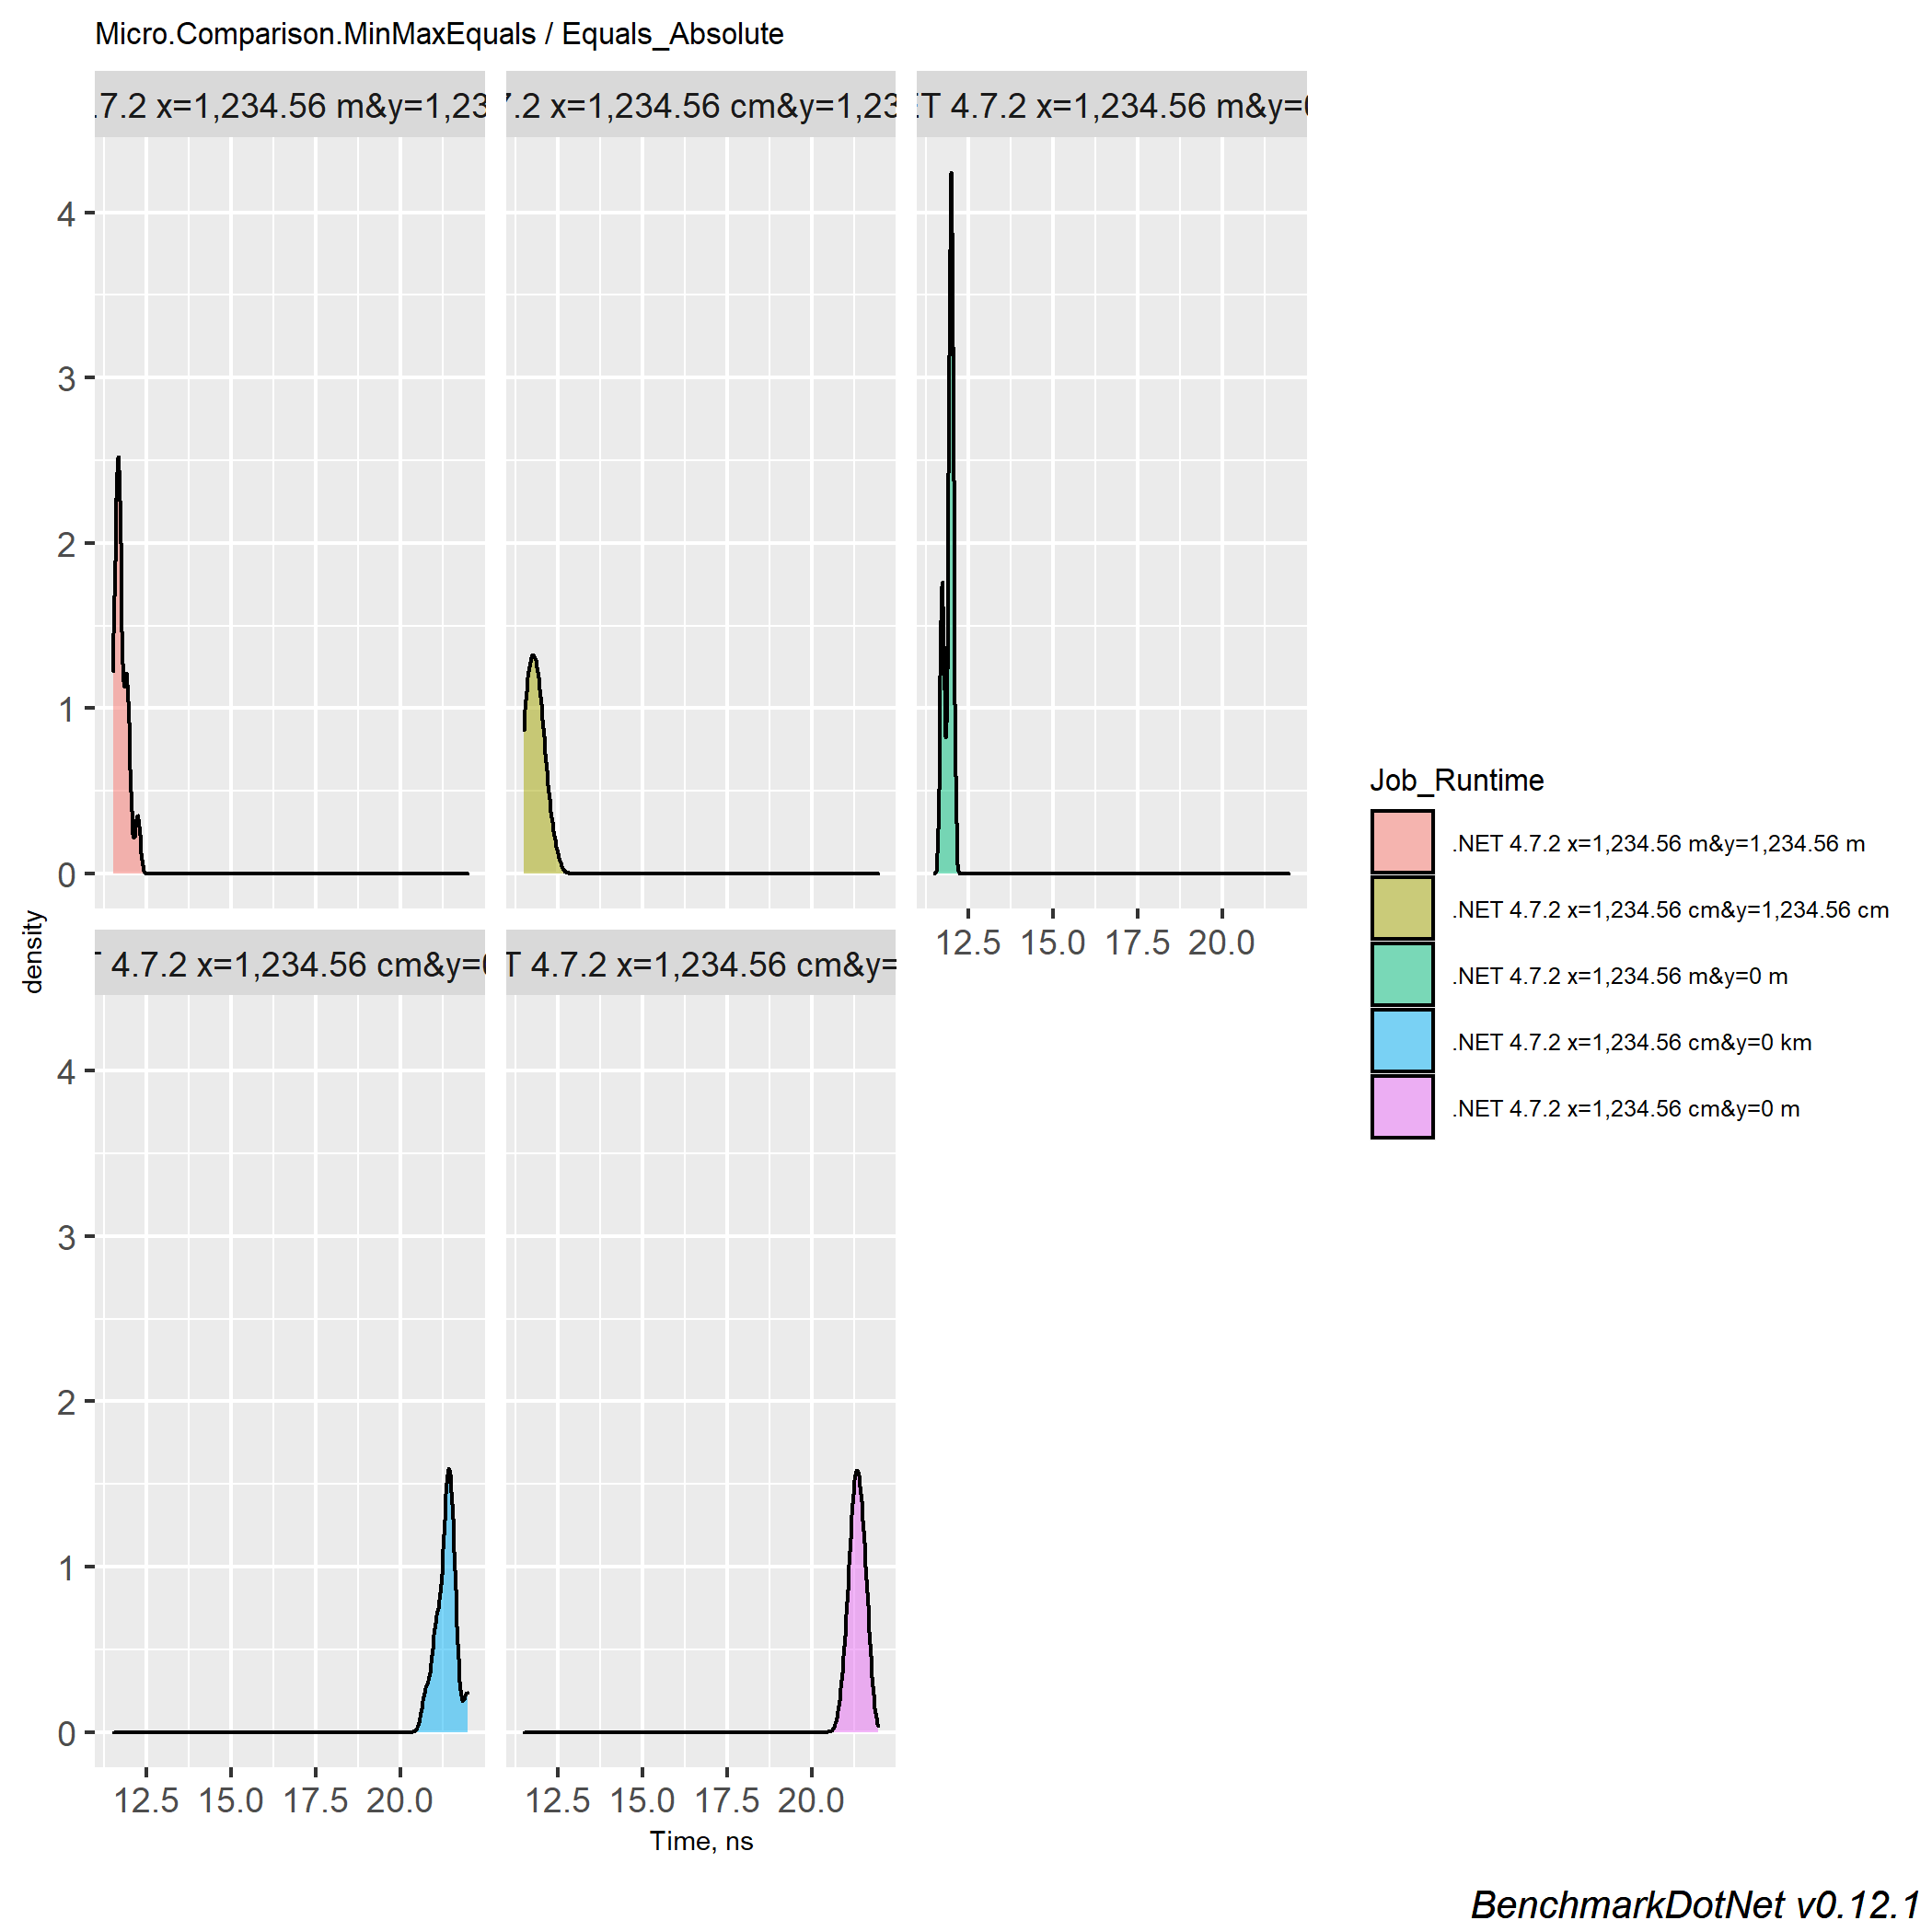 Micro.Comparison.MinMaxEquals / Equals_Absolute
.7.2 x=1,234.56 m&y=1,23
7.2 x=1,234.56 cm&y=1,23
ET 4.7.2 x=1,234.56 m&y=0
4
3
2
1
0
12.5 15.0 17.5 20.0
density
T 4.7.2 x=1,234.56 cm&y=0
T 4.7.2 x=1,234.56 cm&y=
4
3
2
1
0
12.5 15.0 17.5 20.0
12.5 15.0 17.5 20.0
Time, ns
Job_Runtime
.NET 4.7.2 x=1,234.56 m&y=1,234.56 m
.NET 4.7.2 x=1,234.56 cm&y=1,234.56 cm
.NET 4.7.2 x=1,234.56 m&y=0 m
.NET 4.7.2 x=1,234.56 cm&y=0 km
.NET 4.7.2 x=1,234.56 cm&y=0 m
BenchmarkDotNet v0.12.1